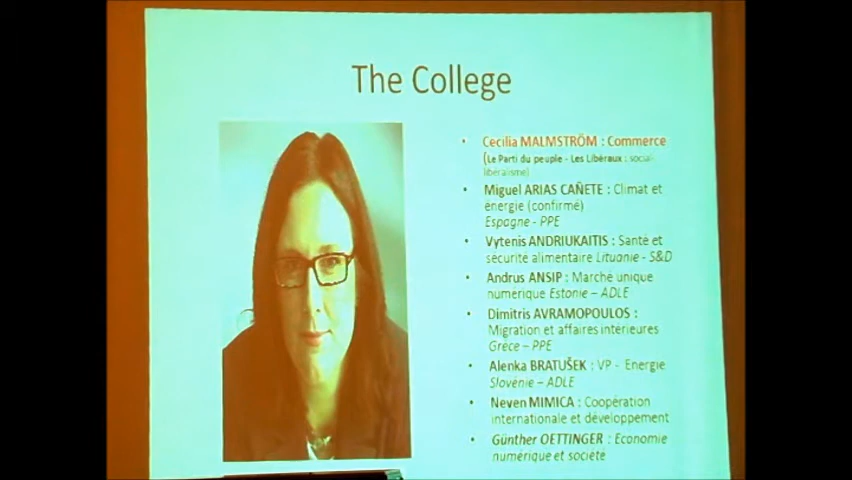 The College
• Cecilia MALMSTRÖM : Commerce
(Le Parti du peuple - Les Libéraux : social-
libéralisme)
• Miguel ARIAS CAÑETE : Climat et
énergie (confirmé)
Espagne - PPE
• Vytenis ANDRIUKAITIS : Santé et
sécurité alimentaire Lituanie - S&D
• Andrus ANSIP : Marché unique
numérique Estonie – ADLE
• Dimitris AVRAMOPOULOS :
Migration et affaires intérieures
Grèce – PPE
• Alenka BRATUŠEK : VP - Energie
Slovénie – ADLE
• Neven MIMICA : Coopération
internationale et développement
• Günther OETTINGER : Economie
numérique et société